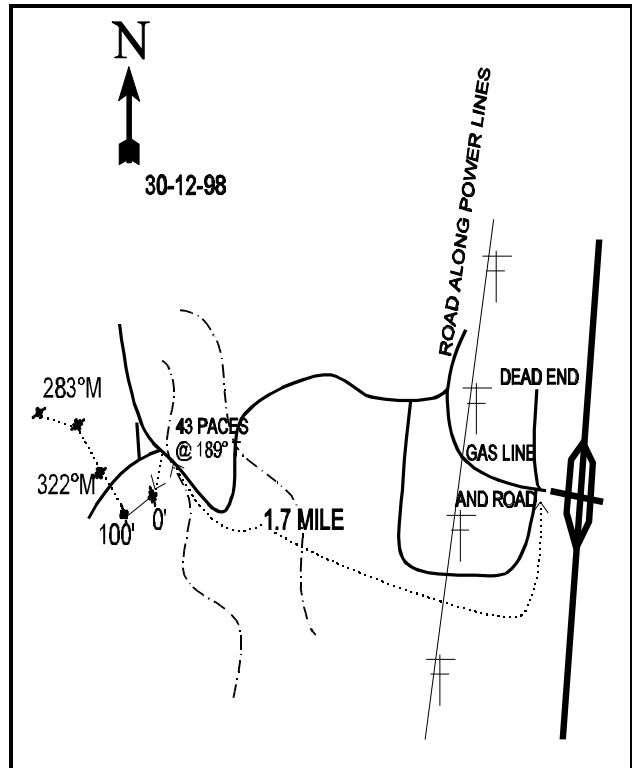 N
30-12-98
ROAD ALONG POWER LINES
DEAD END
283°M
43 PACES
@ 189°
GAS LINE
322°M
AND ROAD
0'
1.7 MILE
100'